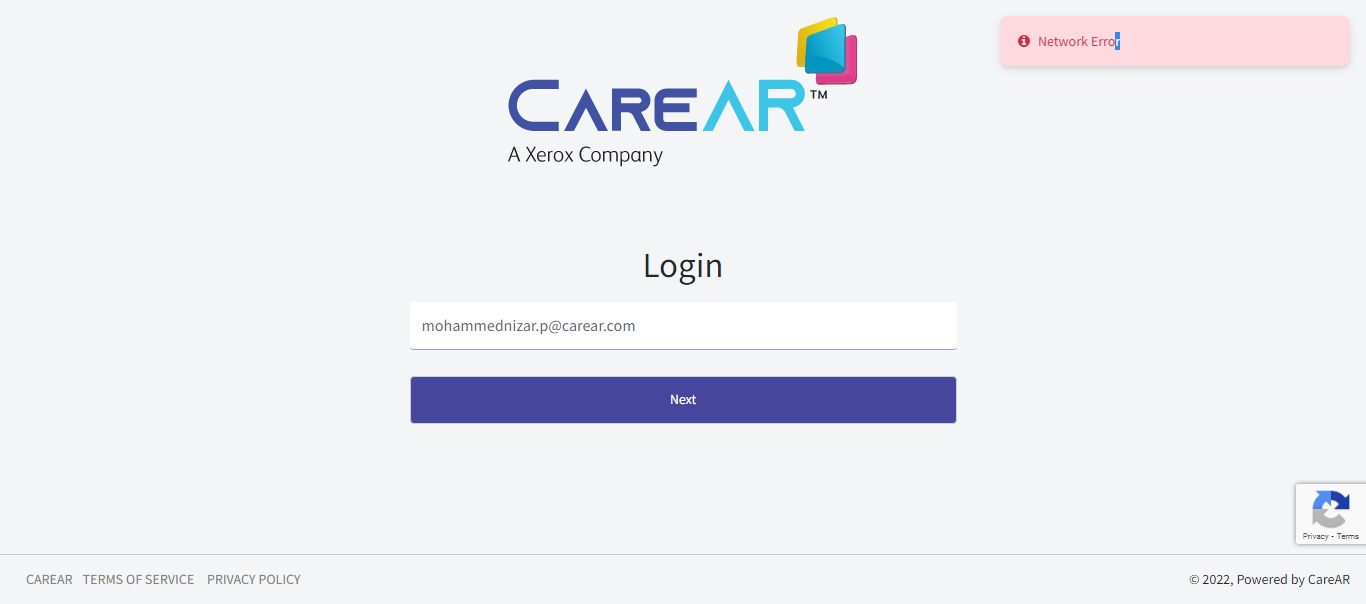 Network Error
CAREAR™
A Xerox Company
Login
mohammednizar.p@carear.com
Next
Privacy - Terms
CAREAR TERMS OF SERVICE PRIVACY POLICY
© 2022, Powered by CareAR